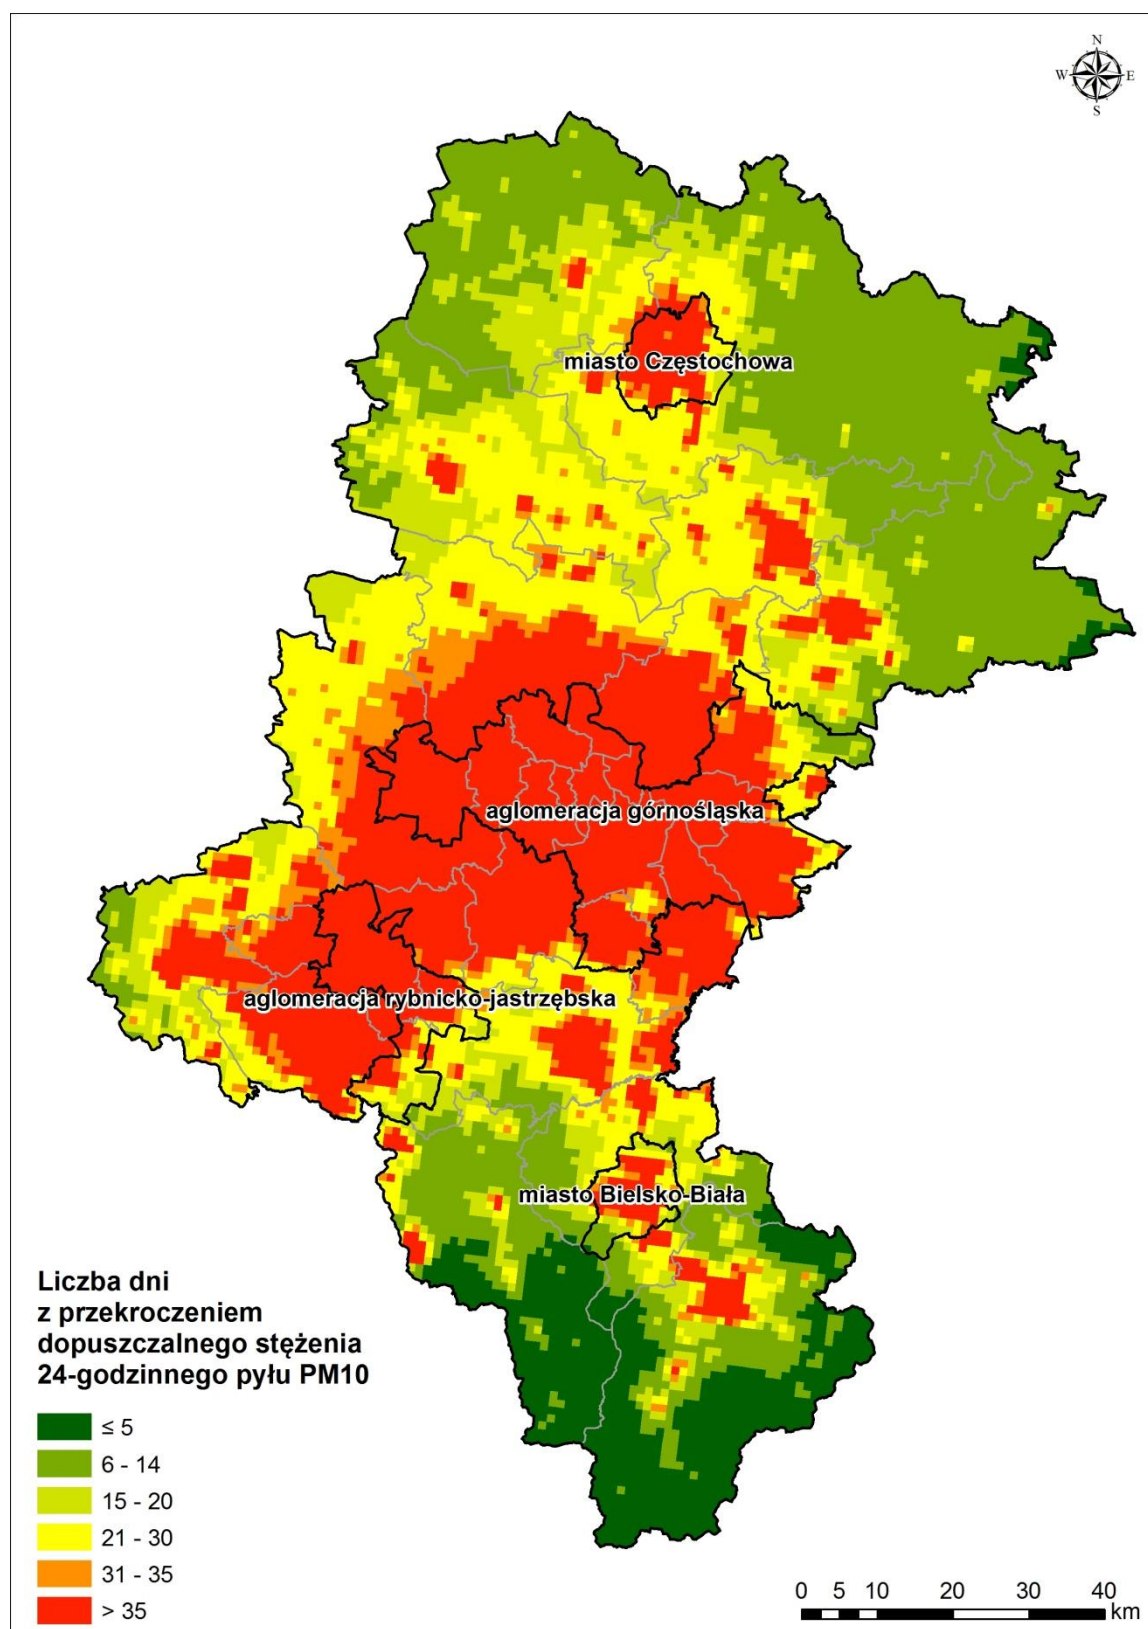 N
W E
S
miasto Częstochowa
aglomeracja górnośląska
aglomeracja rybnicko-jastrzębska
miasto Bielsko-Biała
Liczba dni
z przekroczeniem
dopuszczalnego stężenia
24-godzinnego pyłu PM10
≤ 5
6 - 14
15 - 20
21 - 30
31 - 35
> 35
0 5 10 20 30 40
km